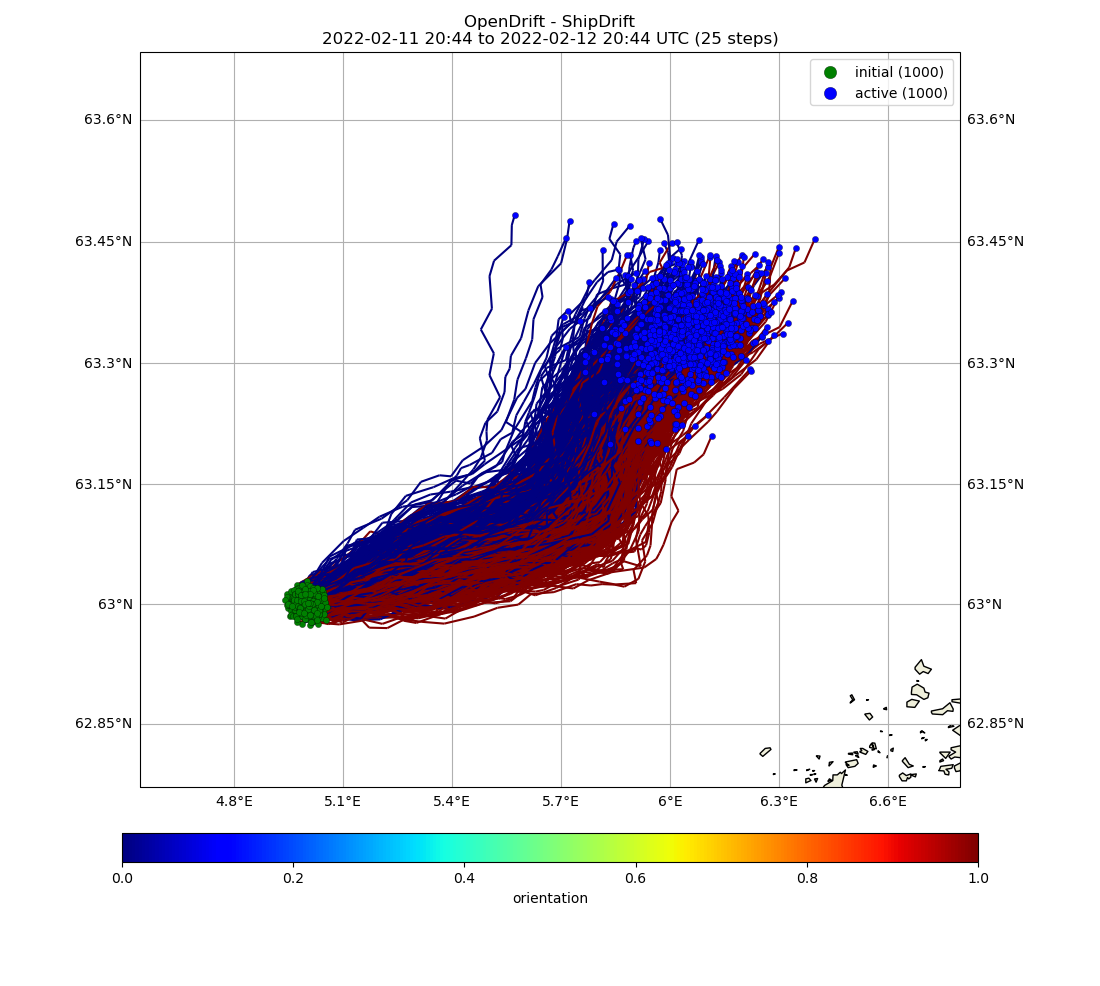 OpenDrift - ShipDrift
2022-02-11 20:44 to 2022-02-12 20:44 UTC (25 steps)
initial (1000)
active (1000)
63.6°N 63.6°N
63.45°N 63.45°N
63.3°N 63.3°N
63.15°N 63.15°N
63°N 63°N
62.85°N 62.85°N
4.8°E 5.1°E 5.4°E 5.7°E 6°E 6.3°E 6.6°E
0.0 0.2 0.4 0.6 0.8 1.0
orientation